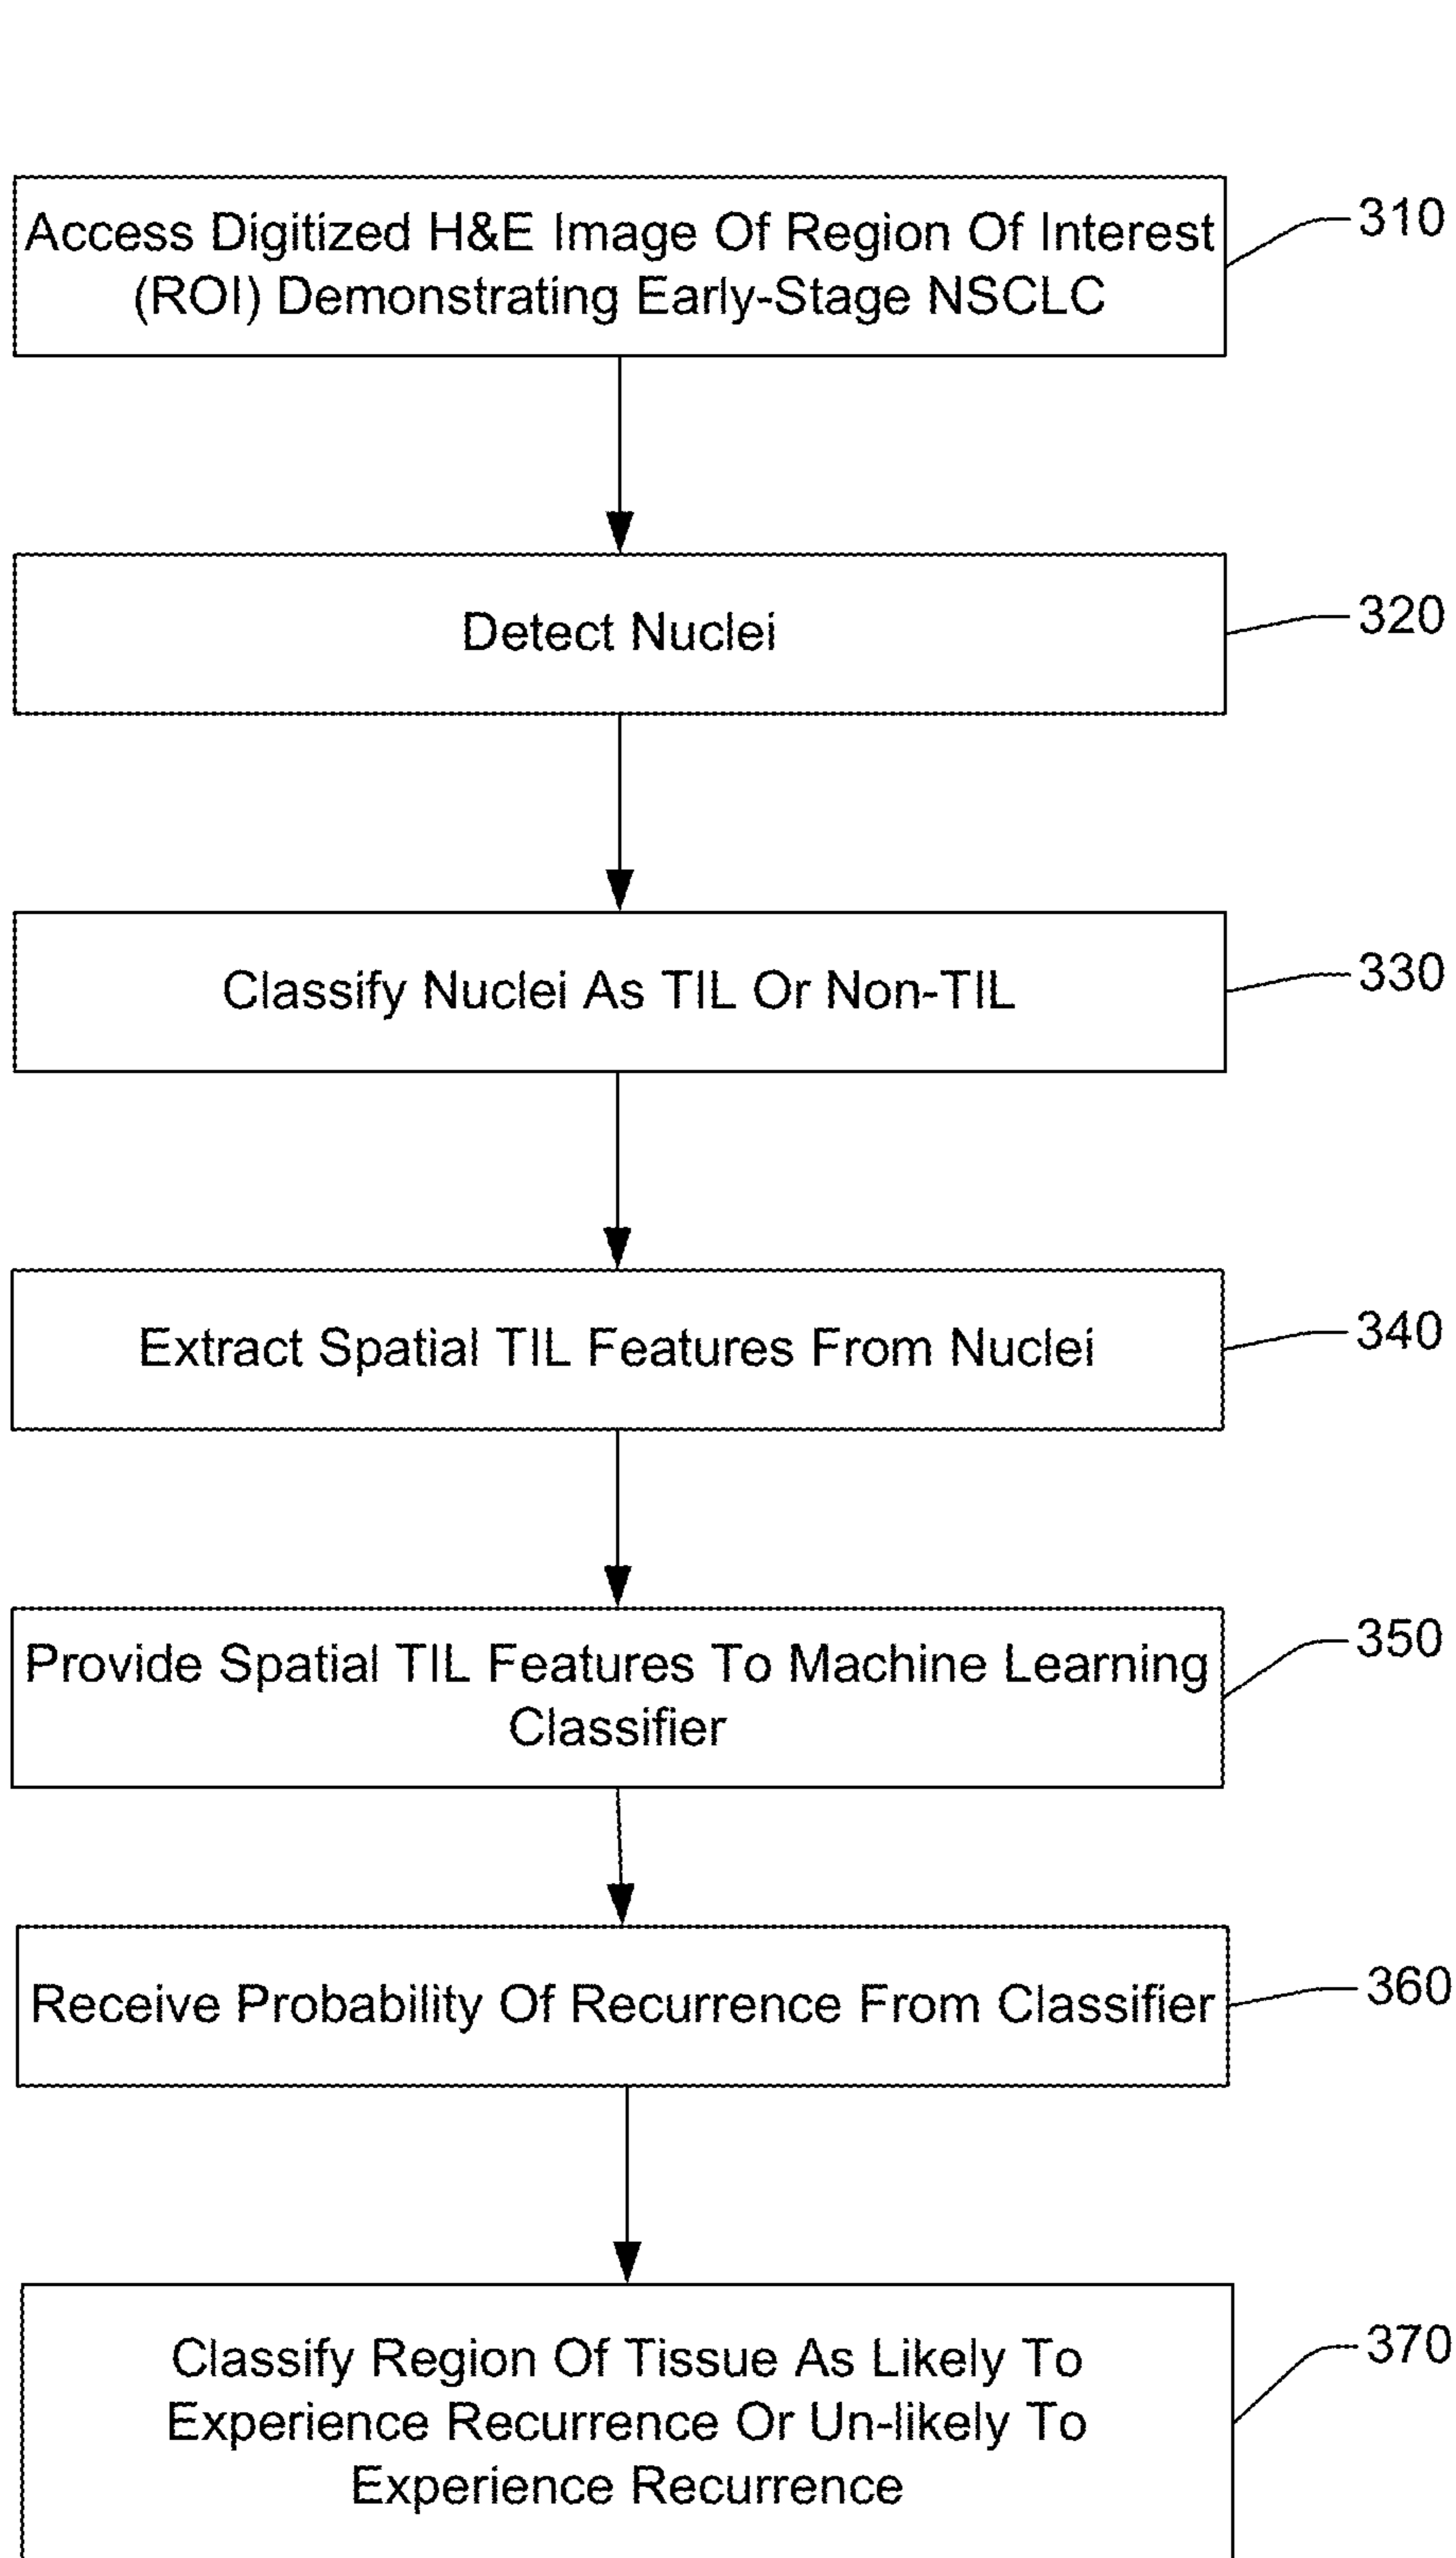 Access Digitized H&E Image Of Region Of Interest
(ROI) Demonstrating Early-Stage NSCLC
310
Detect Nuclei
320
Classify Nuclei As TIL Or Non-TIL
330
Extract Spatial TIL Features From Nuclei
340
Provide Spatial TIL Features To Machine Learning
Classifier
350
Receive Probability Of Recurrence From Classifier
360
Classify Region Of Tissue As Likely To
Experience Recurrence Or Un-likely To
Experience Recurrence
370